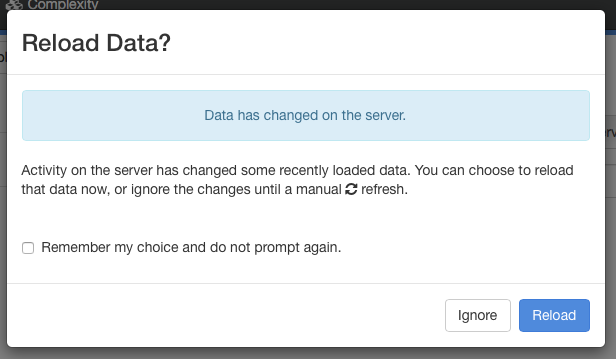 Complexity
Reload Data?
Data has changed on the server.
Activity on the server has changed some recently loaded data. You can choose to reload
that data now, or ignore the changes until a manual refresh.
Remember my choice and do not prompt again.
Ignore
Reload